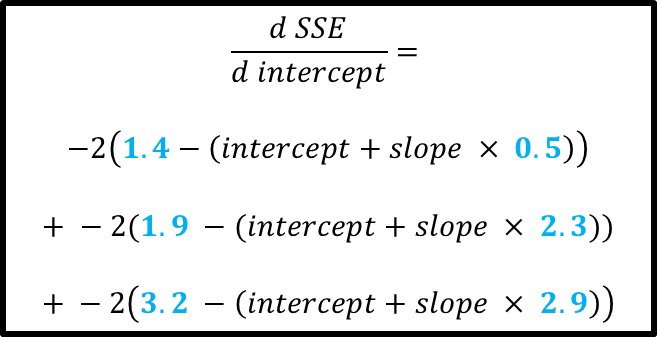 d SSE
d intercept
=
−2(1.4 − (intercept + slope × 0.5))
+ −2(1.9 − (intercept + slope × 2.3))
+ −2(3.2 − (intercept + slope × 2.9))